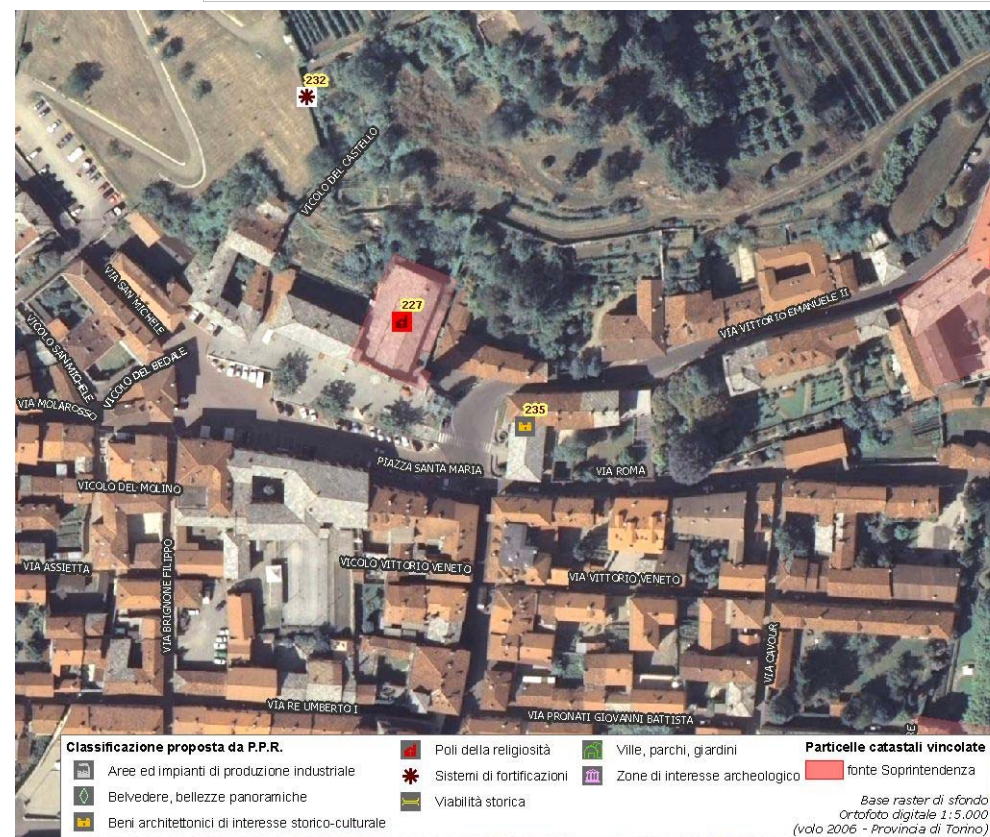 232
VICOLO DEL CASTELLO
227
VIA SAN MICHELE
VIA VITTORIO EMANUELE II
VICOLO SAN MICHELE
VICOLO DEL BEDALE
VIA MOLAROSSO
235
PIAZZA SANTA MARIA
VIA ROMA
VICOLO DEL MOLINO
VIA ASSIETTA
VIA BRIGNONE FILIPPO
VICOLO VITTORIO VENETO
VIA VITTORIO VENETO
VIA CAVOUR
VIA RE UMBERTO I
VIA PRONATI GIOVANNI BATTISTA
Classificazione proposta da P.P.R.
Aree ed impianti di produzione industriale
Belvedere, bellezze panoramiche
Beni architettonici di interesse storico-culturale
Poli della religiosità
Sistemi di fortificazioni
Viabilità storica
Ville, parchi, giardini
Zone di interesse archeologico
Particelle catastali vincolate
fonte Soprintendenza
Base raster di sfondo
Ortofoto digitale 1:5.000
(volo 2006 - Provincia di Torino)